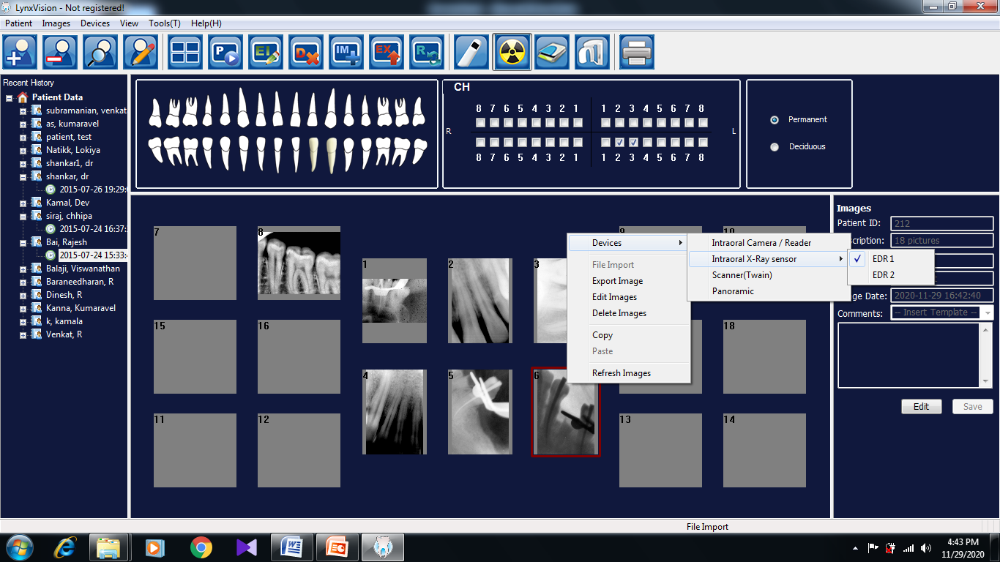 LynxVision - Not registered!
Patient Images Devices View Tools(T) Help(H)
P EI D IM EX R
Recent History
Patient Data
subramanian, venkat
as, kumaravel
patient, test
Natikk, Lokiya
shankar1, dr
shankar, dr
2015-07-26 19:29:
Kamal, Dev
siraj, chhipa
2015-07-24 16:37:
Bai, Rajesh
2015-07-24 15:33:
Balaji, Viswanathan
Baraneedharan, R
Dinesh, R
Kanna, Kumaravel
k, kamala
Venkat, R
CH
8 7 6 5 4 3 2 1 1 2 3 4 5 6 7 8
R L
8 7 6 5 4 3 2 1 1 2 3 4 5 6 7 8
Permanent
Deciduous
7 8 9 10
1 2 3
15 16 18
4 5 6
11 12 13 14
Devices
File Import
Export Image
Edit Images
Delete Images
Copy
Paste
Refresh Images
Intraoral Camera / Reader
Intraoral X-Ray sensor
Scanner(Twain)
Panoramic
EDR 1
EDR 2
Images
Patient ID: 212
scription: 18 pictures
ge Date: 2020-11-29 16:42:40
Comments: -- Insert Template --
Edit Save
File Import
4:43 PM
11/29/2020